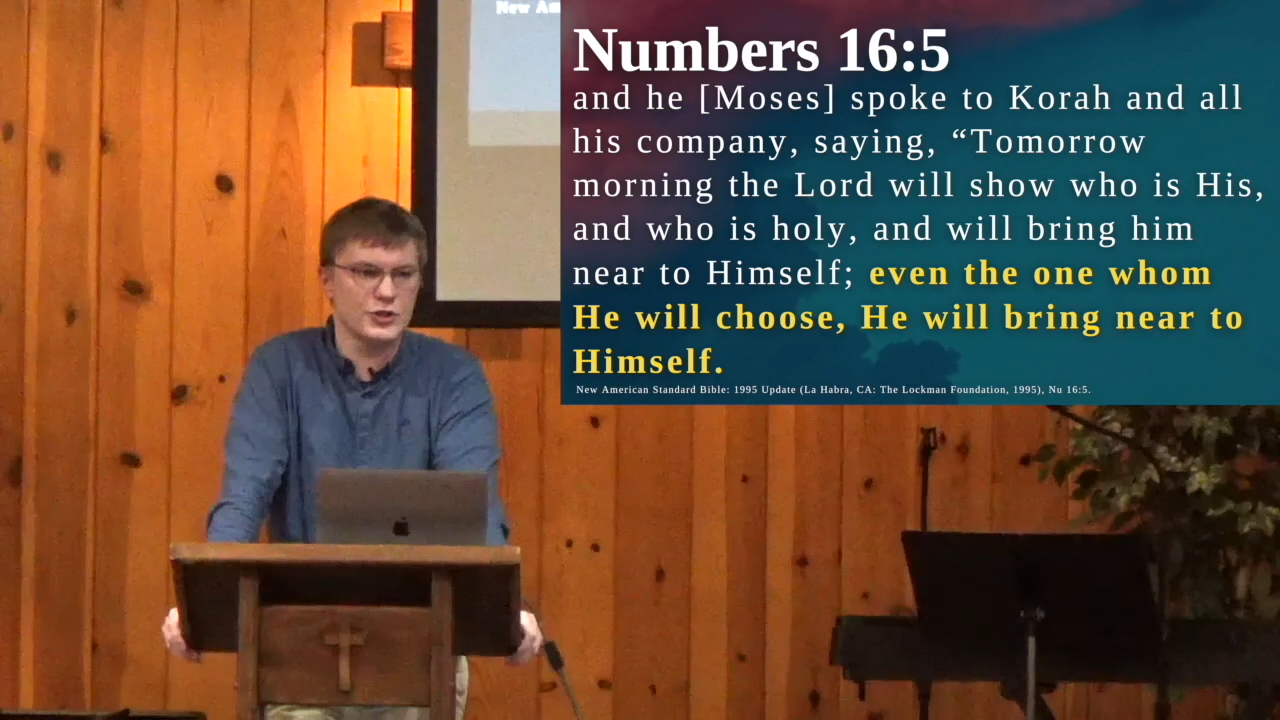 New Am
Numbers 16:5
and he [Moses] spoke to Korah and all
his company, saying, “Tomorrow
morning the Lord will show who is His,
and who is holy, and will bring him
near to Himself; even the one whom
He will choose, He will bring near to
Himself.
New American Standard Bible: 1995 Update (La Habra, CA: The Lockman Foundation, 1995), Nu 16:5.